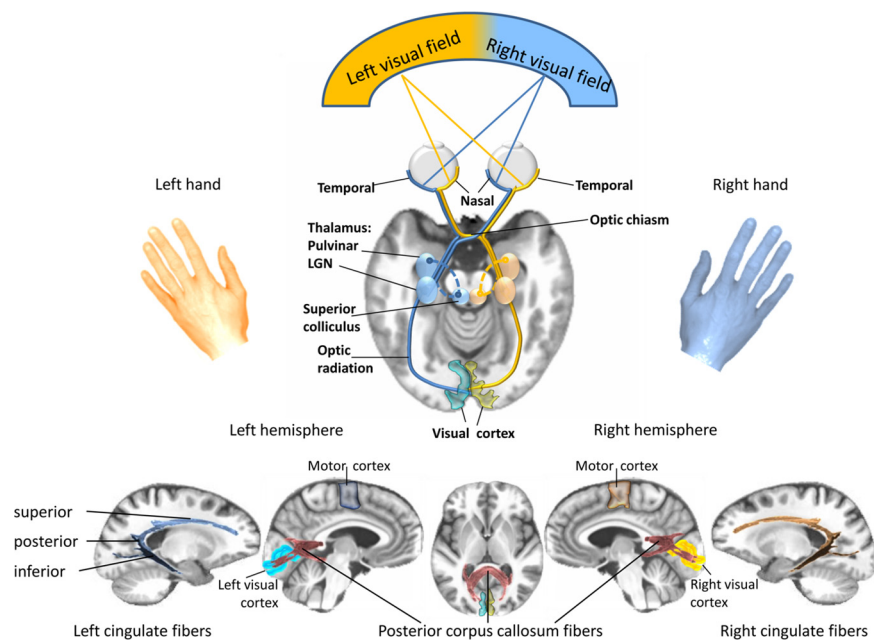 Left visual field
Right visual field
Left hand
Right hand
Temporal
Nasal
Temporal
Optic chiasm
Thalamus:
Pulvinar
LGN
Superior
colliculus
Optic
radiation
Visual cortex
Left hemisphere
Right hemisphere
Motor cortex
Motor cortex
superior
posterior
inferior
Left visual
cortex
Right visual
cortex
Left cingulate fibers
Posterior corpus callosum fibers
Right cingulate fibers